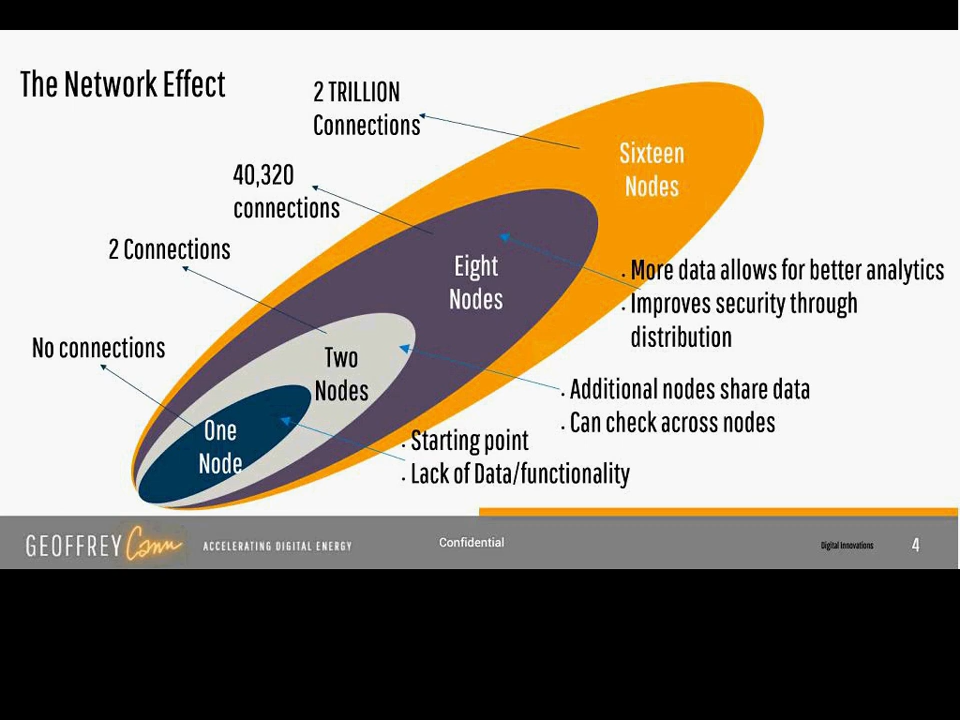 The Network Effect
2 TRILLION
Connections
Sixteen
Nodes
40,320
connections
2 Connections
Eight
Nodes
· More data allows for better analytics
· Improves security through
distribution
No connections
Two
Nodes
· Additional nodes share data
· Can check across nodes
One
Node
· Starting point
· Lack of Data/functionality
GEOFFREY Cann
ACCELERATING DIGITAL ENERGY
Confidential
Digital Innovations
4